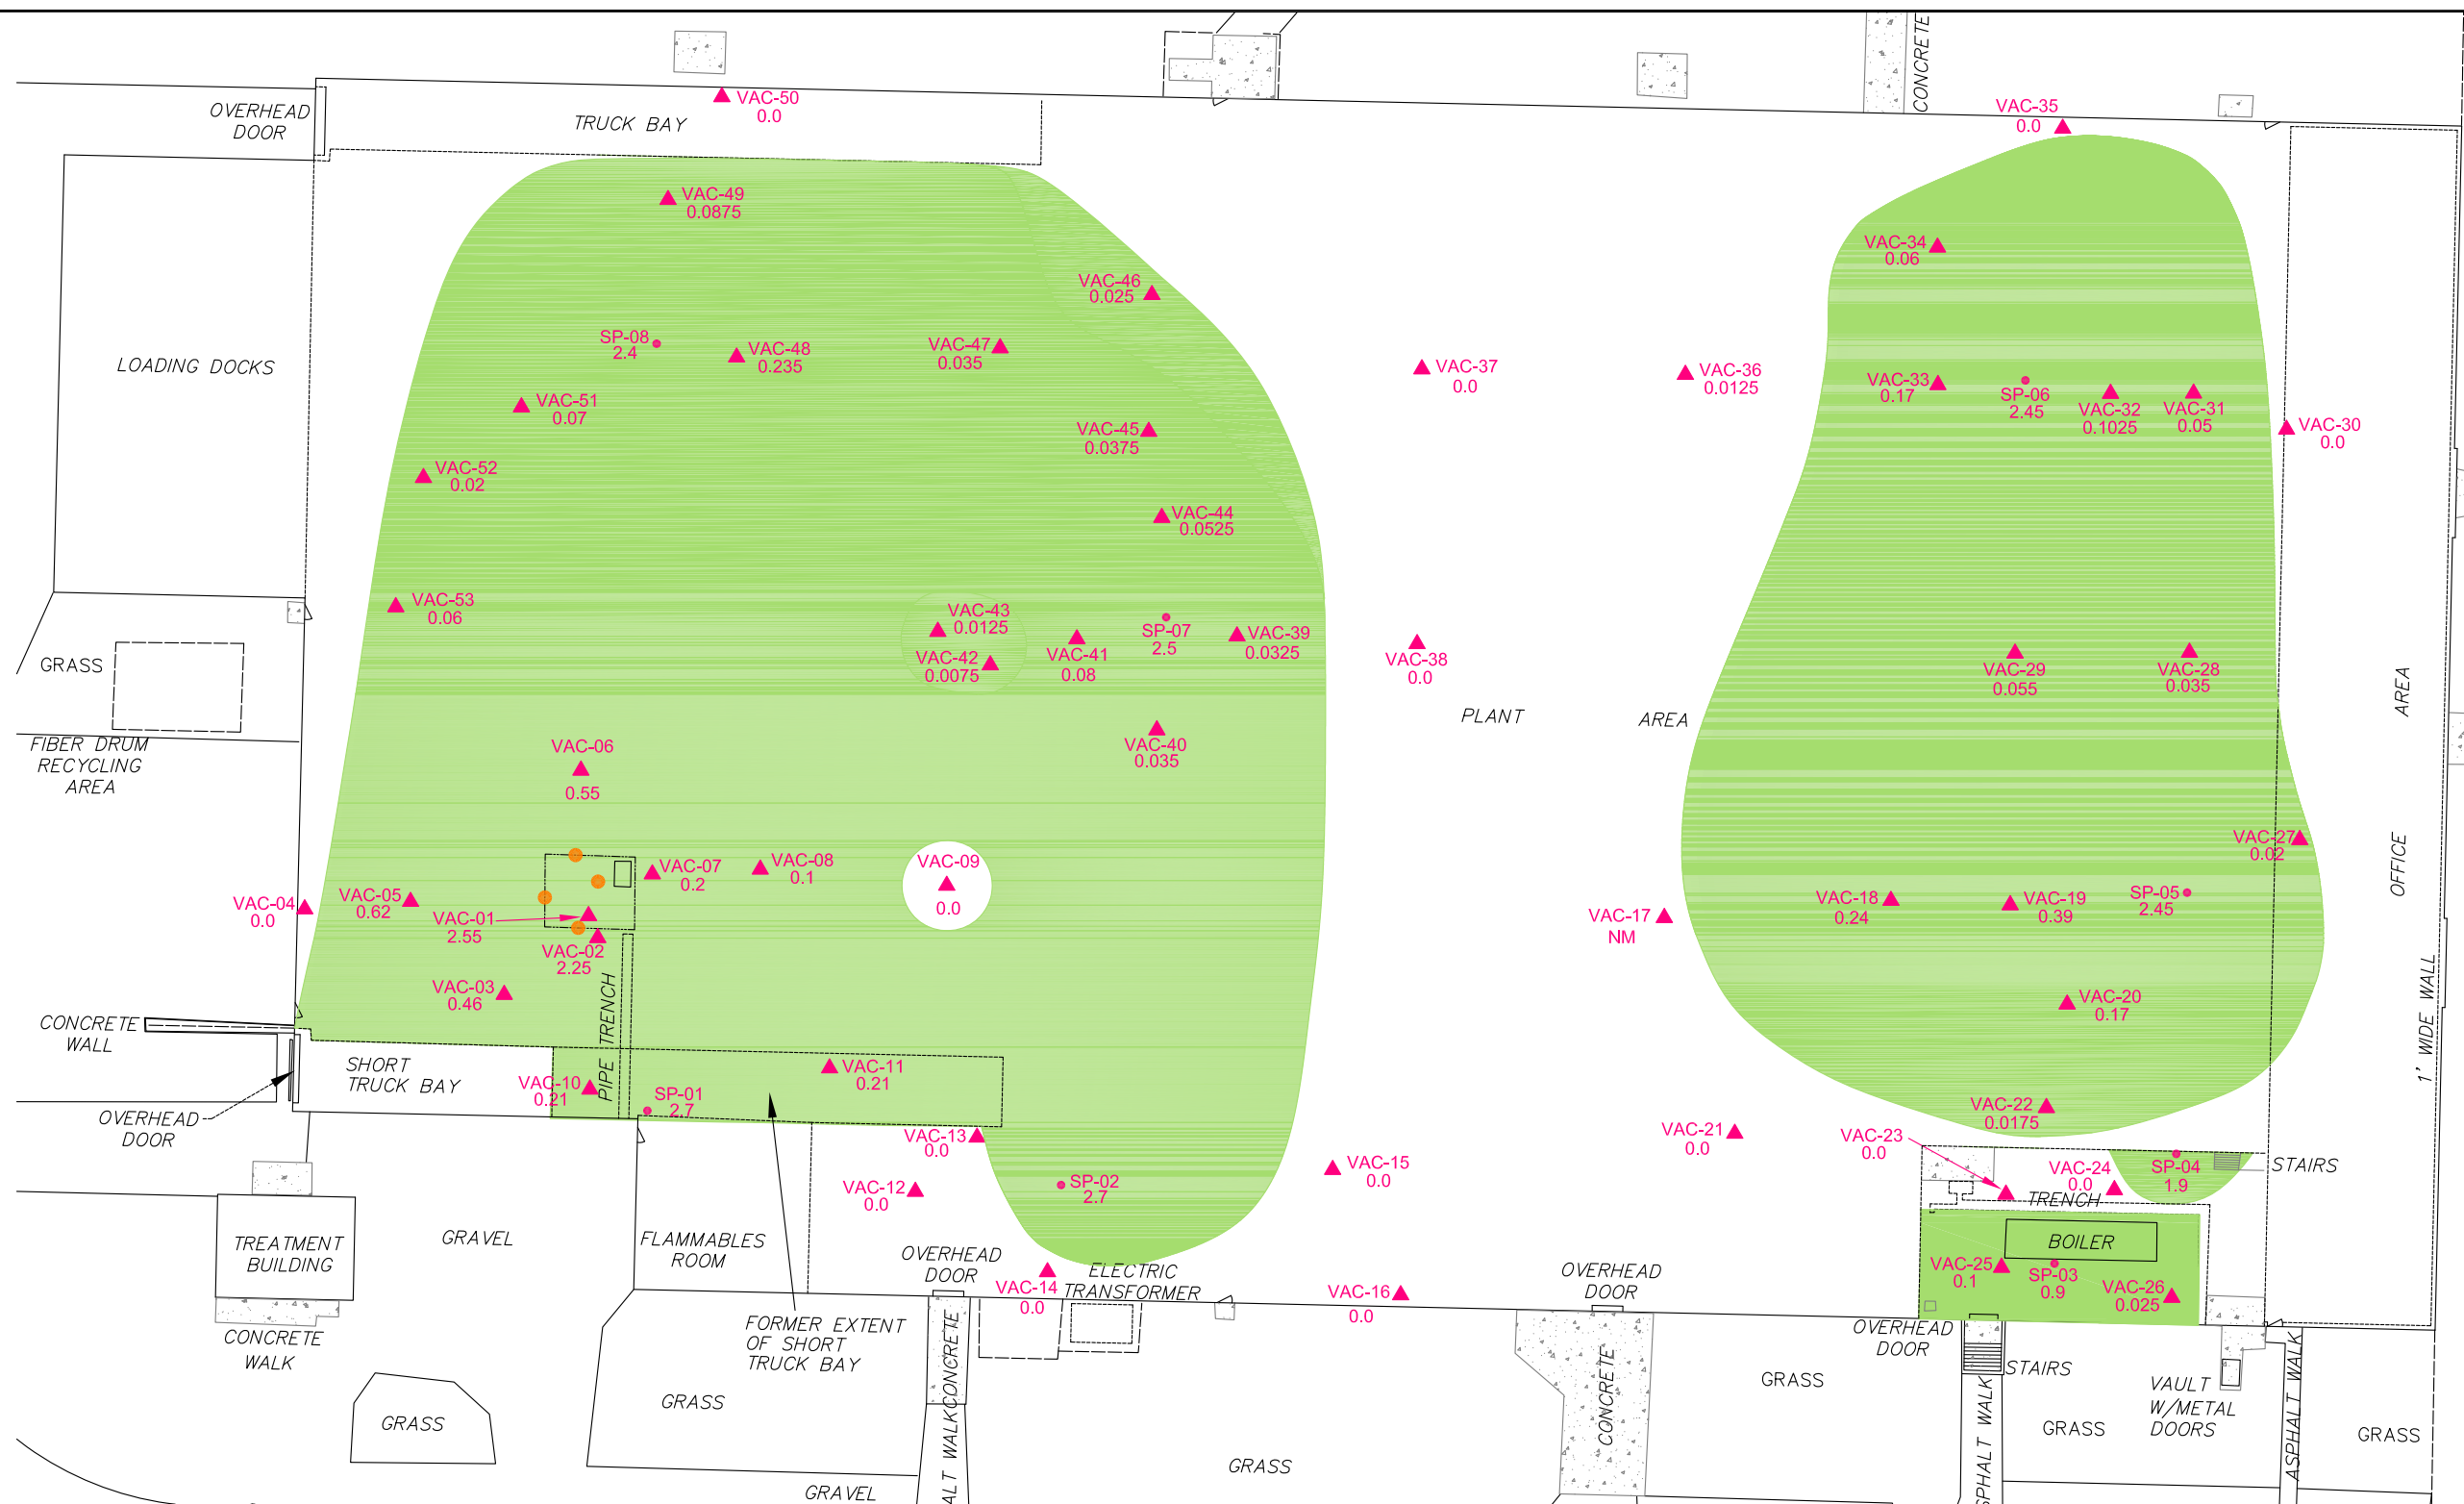 CONCRETE
OVERHEAD
DOOR
TRUCK BAY
VAC-50
0.0
VAC-35
0.0
VAC-49
0.0875
VAC-34
0.06
VAC-46
0.025
SP-08
2.4
VAC-48
0.235
VAC-47
0.035
LOADING DOCKS
VAC-37
0.0
VAC-36
0.0125
VAC-33
0.17
SP-06
2.45
VAC-32
0.1025
VAC-31
0.05
VAC-30
0.0
VAC-51
0.07
VAC-45
0.0375
VAC-52
0.02
VAC-44
0.0525
VAC-53
0.06
VAC-43
0.0125
VAC-42
0.0075
VAC-41
0.08
SP-07
2.5
VAC-39
0.0325
VAC-38
0.0
VAC-29
0.055
VAC-28
0.035
GRASS
PLANT
AREA
OFFICE
AREA
FIBER DRUM
RECYCLING
AREA
VAC-06
0.55
VAC-40
0.035
VAC-27
0.02
VAC-07
0.2
VAC-08
0.1
VAC-09
0.0
VAC-04
0.0
VAC-05
0.62
VAC-01
2.55
VAC-02
2.25
VAC-17
NM
VAC-18
0.24
VAC-19
0.39
SP-05
2.45
VAC-03
0.46
VAC-20
0.17
1' WIDE WALL
CONCRETE
WALL
PIPE TRENCH
SHORT
TRUCK BAY
VAC-10
0.21
SP-01
2.7
VAC-11
0.21
OVERHEAD
DOOR
VAC-13
0.0
VAC-12
0.0
SP-02
2.7
VAC-15
0.0
VAC-21
0.0
VAC-22
0.0175
VAC-23
0.0
VAC-24
0.0
SP-04
1.9
STAIRS
TRENCH
TREATMENT
BUILDING
GRAVEL
FLAMMABLES
ROOM
OVERHEAD
DOOR
VAC-14
0.0
ELECTRIC
TRANSFORMER
VAC-16
0.0
OVERHEAD
DOOR
BOILER
VAC-25
0.1
SP-03
0.9
VAC-26
0.025
CONCRETE
WALK
FORMER EXTENT
OF SHORT
TRUCK BAY
CONCRETE
ALT WALK
CONCRETE
OVERHEAD
DOOR
STAIRS
GRASS
GRASS
GRASS
VAULT
W/METAL
DOORS
GRASS
GRASS
ASPHALT WALK
SPHALT WALK
GRASS
GRAVEL